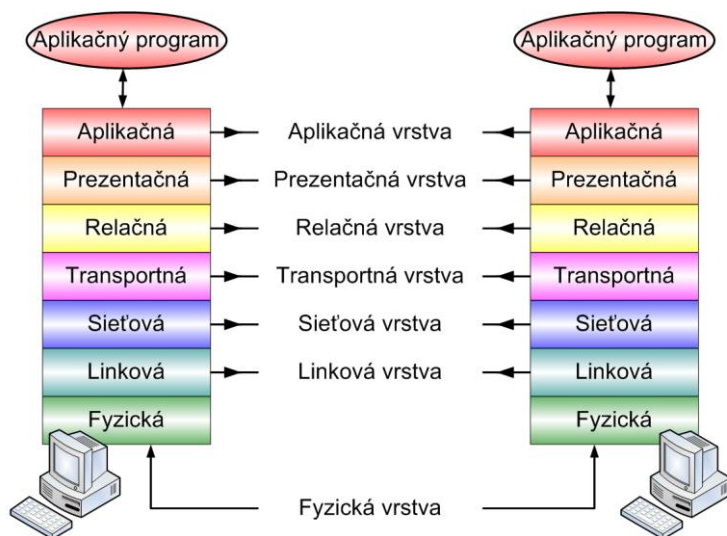 Aplikačný program
Aplikačný program
Aplikačná
Aplikačná vrstva
Aplikačná
Prezentačná
Prezentačná vrstva
Prezentačná
Relačná
Relačná vrstva
Relačná
Transportná
Transportná vrstva
Transportná
Sieťová
Sieťová vrstva
Sieťová
Linková
Linková vrstva
Linková
Fyzická
Fyzická
Fyzická vrstva